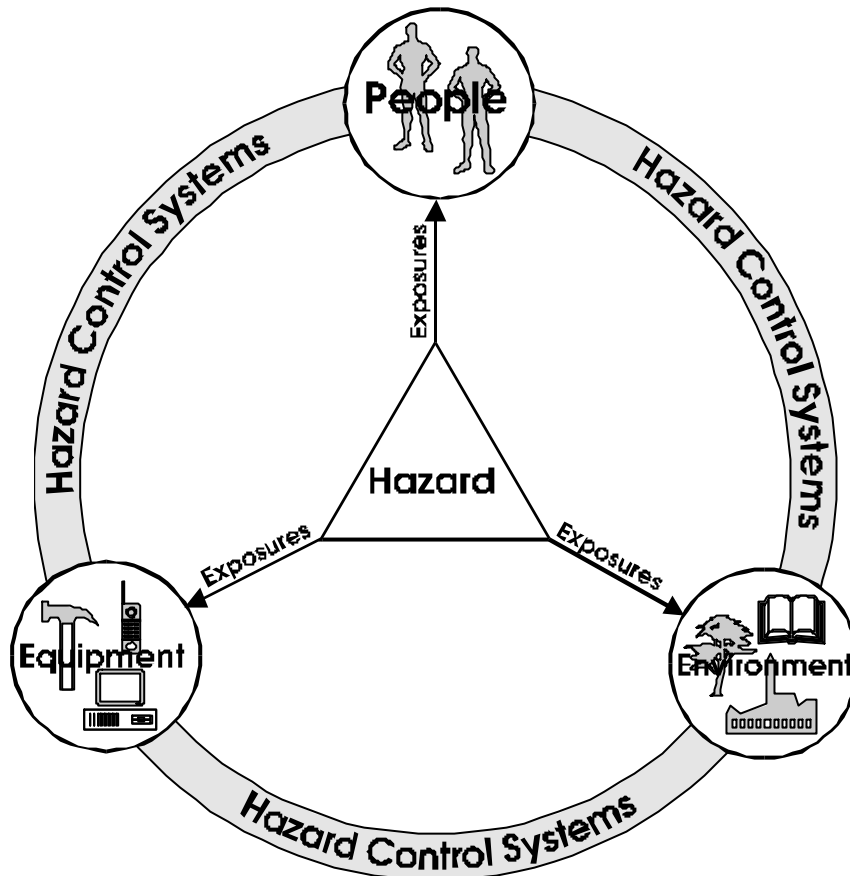 People
Hazard Control Systems
Hazard Control Systems
Exposures
Hazard
Exposures
Exposures
Equipment
Environment
Hazard Control Systems